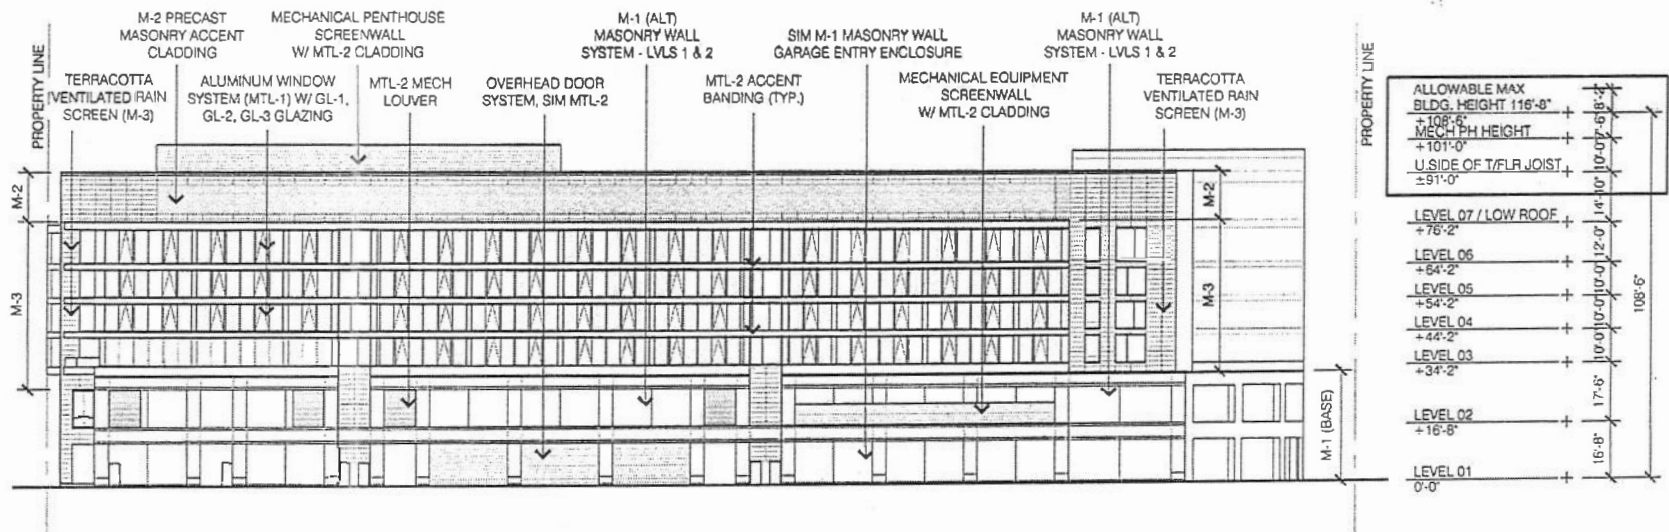 M-2 PRECAST
MASONRY ACCENT
CLADDING
MECHANICAL PENTHOUSE
SCREENWALL
W/ MTL-2 CLADDING
M-1 (ALT)
MASONRY WALL
SYSTEM - LVLS 1 & 2
SIM M-1 MASONRY WALL
GARAGE ENTRY ENCLOSURE
M-1 (ALT)
MASONRY WALL
SYSTEM - LVLS 1 & 2
PROPERTY LINE
TERRACOTTA
VENTILATED RAIN
SCREEN (M-3)
ALUMINUM WINDOW
SYSTEM (MTL-1) W/ GL-1,
GL-2, GL-3 GLAZING
MTL-2 MECH
LOUVER
OVERHEAD DOOR
SYSTEM, SIM MTL-2
MTL-2 ACCENT
BANDING (TYP.)
MECHANICAL EQUIPMENT
SCREENWALL
W/ MTL-2 CLADDING
TERRACOTTA
VENTILATED RAIN
SCREEN (M-3)
PROPERTY LINE
M-2
M-3
M-2
M-3
M-1 (BASE)
ALLOWABLE MAX
BLDG. HEIGHT 116'-8"
+108'-6"
MECH PH HEIGHT
+101'-0"
U.SIDE OF T/FLR JOIST
±91'-0"
LEVEL 07 / LOW ROOF
+76'-2"
LEVEL 06
+64'-2"
LEVEL 05
+54'-2"
LEVEL 04
+44'-2"
LEVEL 03
+34'-2"
LEVEL 02
+16'-8"
LEVEL 01
0'-0"
7'-6"
10'-0"
14'-10"
12'-0"
10'-0"
10'-0"
10'-0"
17'-6"
16'-8"
108'-6"